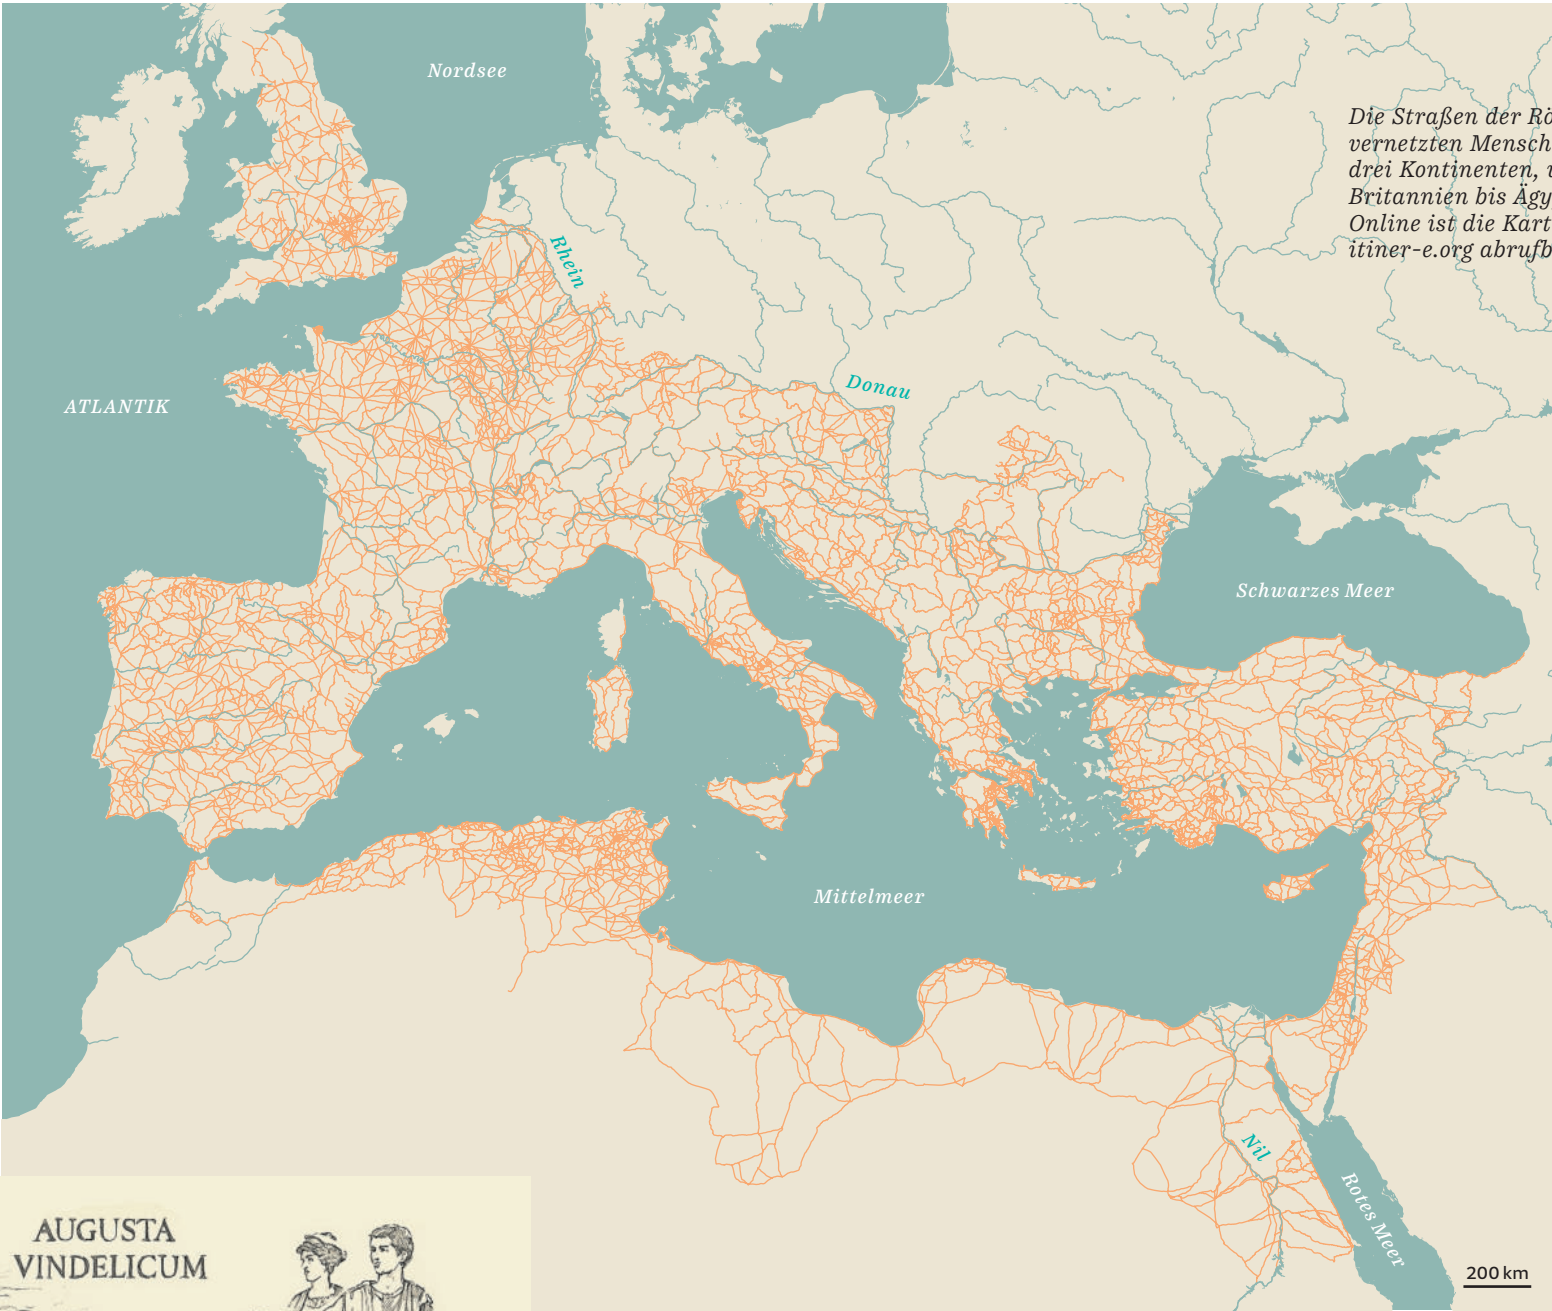 Nordsee
Die Straßen der Rö
vernetzten Mensch
drei Kontinenten,
Britannien bis Ägy
Online ist die Kart
itiner-e.org abrufb
Rhein
Donau
ATLANTIK
Schwarzes Meer
Mittelmeer
Nil
Rotes Meer
AUGUSTA
VINDELICUM
200 km